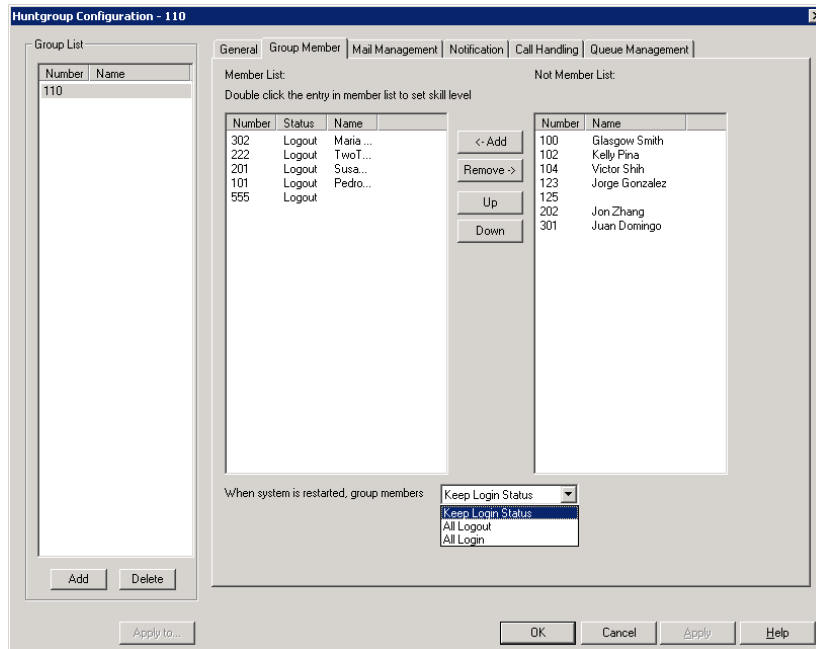 Huntgroup Configuration - 110
Group List
Number Name
110
Add Delete
General Group Member Mail Management Notification Call Handling Queue Management
Member List:
Double click the entry in member list to set skill level
Number Status Name
302 Logout Maria ...
222 Logout TwoT...
201 Logout Susa...
101 Logout Pedro...
555 Logout
<- Add
Remove ->
Up
Down
Not Member List:
Number Name
100 Glasgow Smith
102 Kelly Pina
104 Victor Shih
123 Jorge Gonzalez
125
202 Jon Zhang
301 Juan Domingo
When system is restarted, group members Keep Login Status
Keep Login Status
All Logout
All Login
Apply to... OK Cancel Apply Help